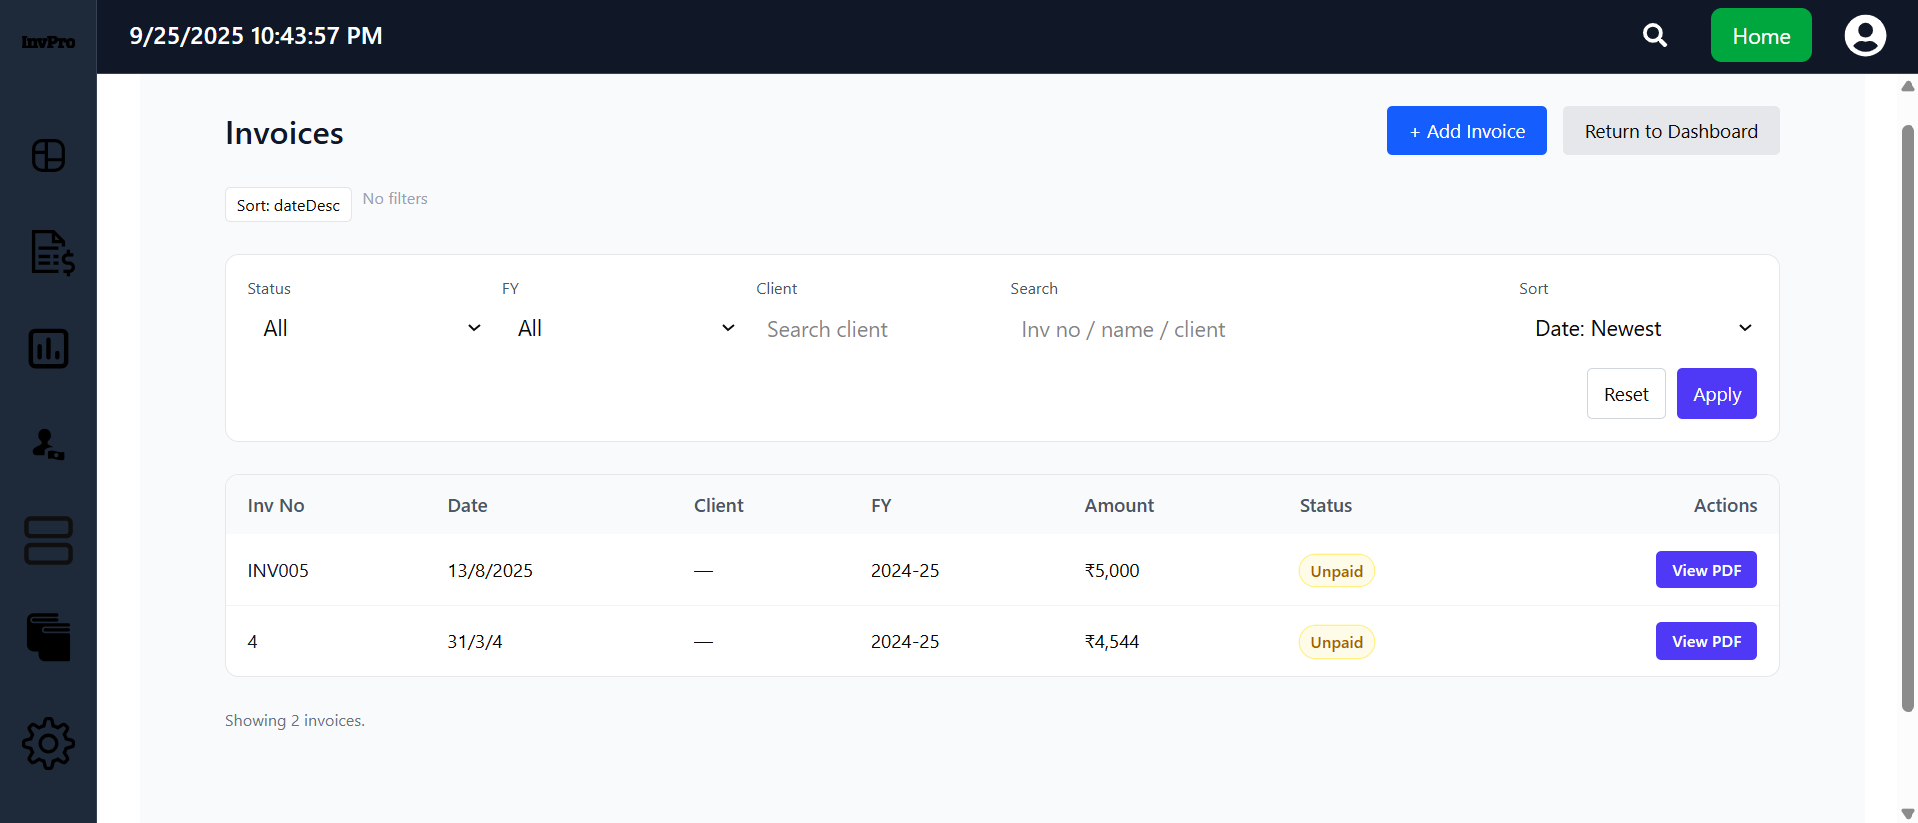 InvPro
9/25/2025 10:43:57 PM
Home
Invoices
+ Add Invoice
Return to Dashboard
Sort: dateDesc
No filters
Status
FY
Client
Search
Sort
All
All
Search client
Inv no / name / client
Date: Newest
Reset
Apply
Inv No Date Client FY Amount Status Actions
INV005 13/8/2025 — 2024-25 ₹5,000 Unpaid View PDF
4 31/3/4 — 2024-25 ₹4,544 Unpaid View PDF
Showing 2 invoices.